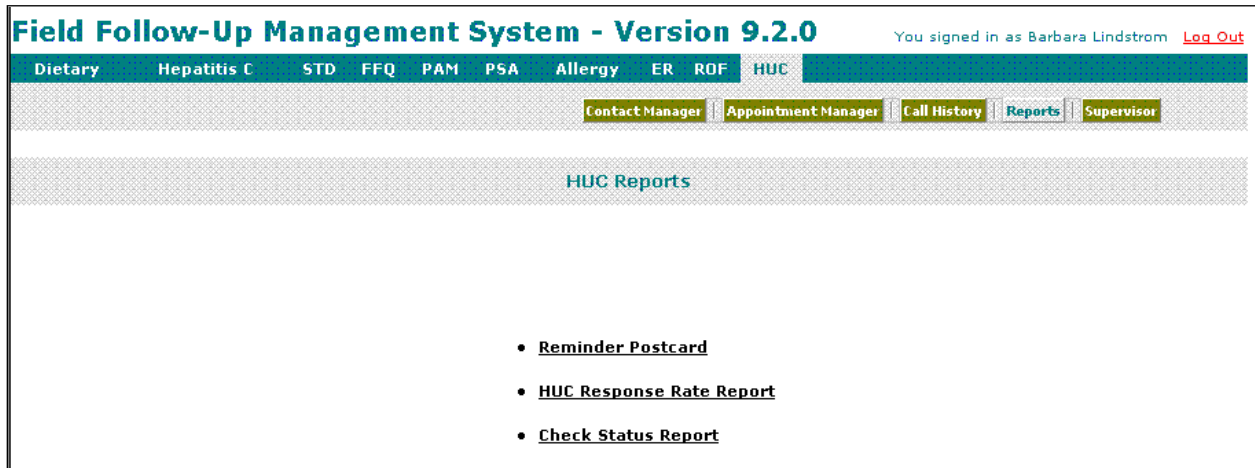 Field Follow-Up Management System - Version 9.2.0 You signed in as Barbara Lindstrom Log Out
Dietary Hepatitis C STD FFQ PAM PSA Allergy ER ROF HUC
Contact Manager | Appointment Manager | Call History | Reports | Supervisor
HUC Reports
• Reminder Postcard
• HUC Response Rate Report
• Check Status Report